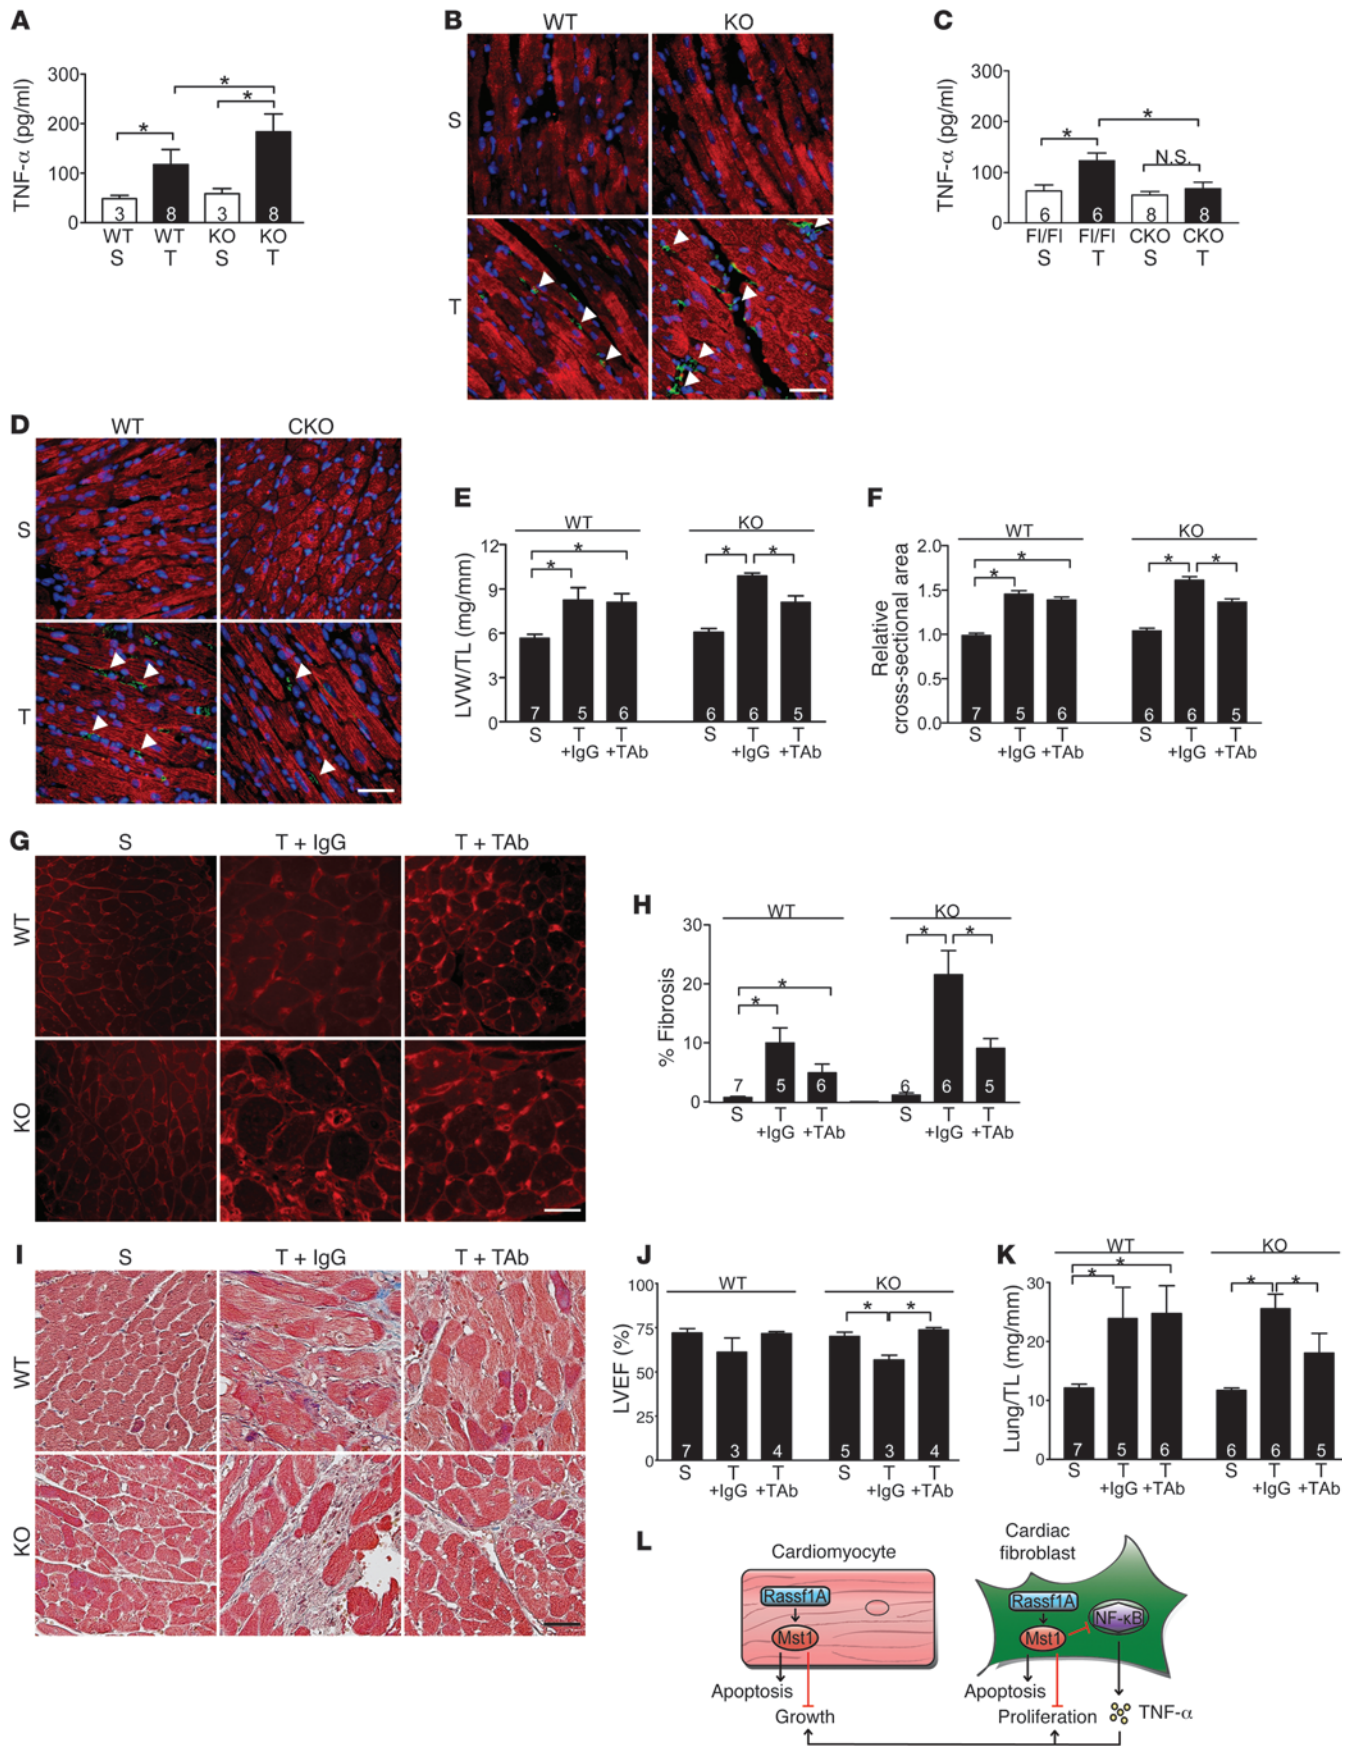 A
TNF-α (pg/ml)
300
200
100
0
*
*
*
3
8
3
8
WT
WT
KO
KO
S
T
S
T
B
WT
KO
S
T
C
TNF-α (pg/ml)
300
200
100
0
*
*
N.S.
6
6
8
8
Fl/Fl
Fl/Fl
CKO
CKO
S
T
S
T
D
WT
CKO
S
T
E
WT
KO
LVW/TL (mg/mm)
12
9
6
3
0
*
*
*
*
7
5
6
6
6
5
S
T
T
S
T
T
+IgG
+TAb
+IgG
+TAb
F
WT
KO
Relative
cross-sectional area
2.0
1.5
1.0
0.5
0.0
*
*
*
*
7
5
6
6
6
5
S
T
T
S
T
T
+IgG
+TAb
+IgG
+TAb
G
S
T + IgG
T + TAb
WT
KO
H
WT
KO
% Fibrosis
30
20
10
0
*
*
*
*
7
5
6
6
6
5
S
T
T
S
T
T
+IgG
+TAb
+IgG
+TAb
I
S
T + IgG
T + TAb
WT
KO
J
WT
KO
LVEF (%)
100
75
50
25
0
*
*
7
3
4
5
3
4
S
T
T
S
T
T
+IgG
+TAb
+IgG
+TAb
K
WT
KO
Lung/TL (mg/mm)
30
20
10
0
*
*
*
*
7
5
6
6
6
5
S
T
T
S
T
T
+IgG
+TAb
+IgG
+TAb
L
Cardiomyocyte
Rassf1A
Mst1
Apoptosis
Growth
Cardiac
fibroblast
Rassf1A
NF-κB
Mst1
Apoptosis
Proliferation
TNF-α